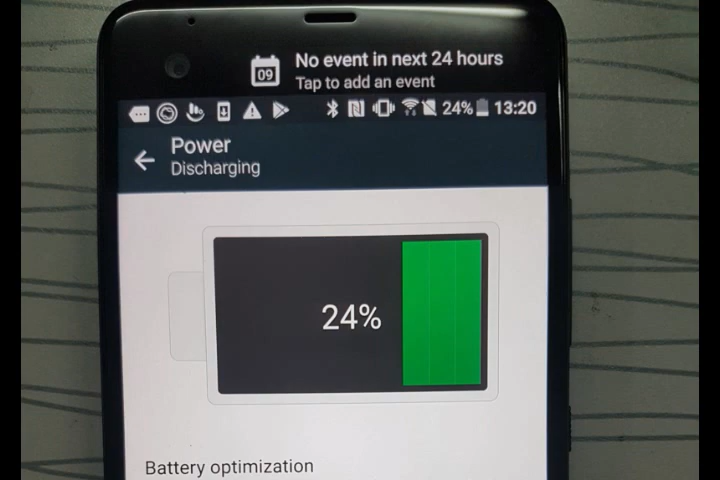 No event in next 24 hours
09
Tap to add an event
24% 13:20
Power
Discharging
24%
Battery optimization